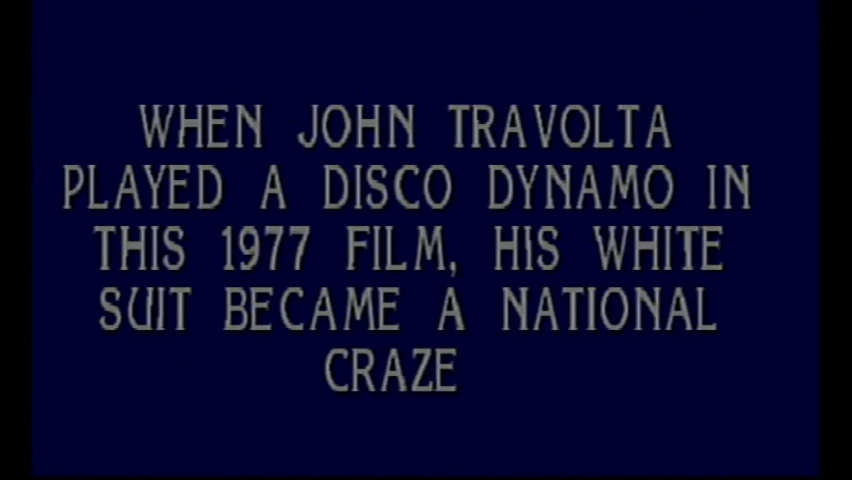 WHEN JOHN TRAVOLTA
PLAYED A DISCO DYNAMO IN
THIS 1977 FILM, HIS WHITE
SUIT BECAME A NATIONAL
CRAZE